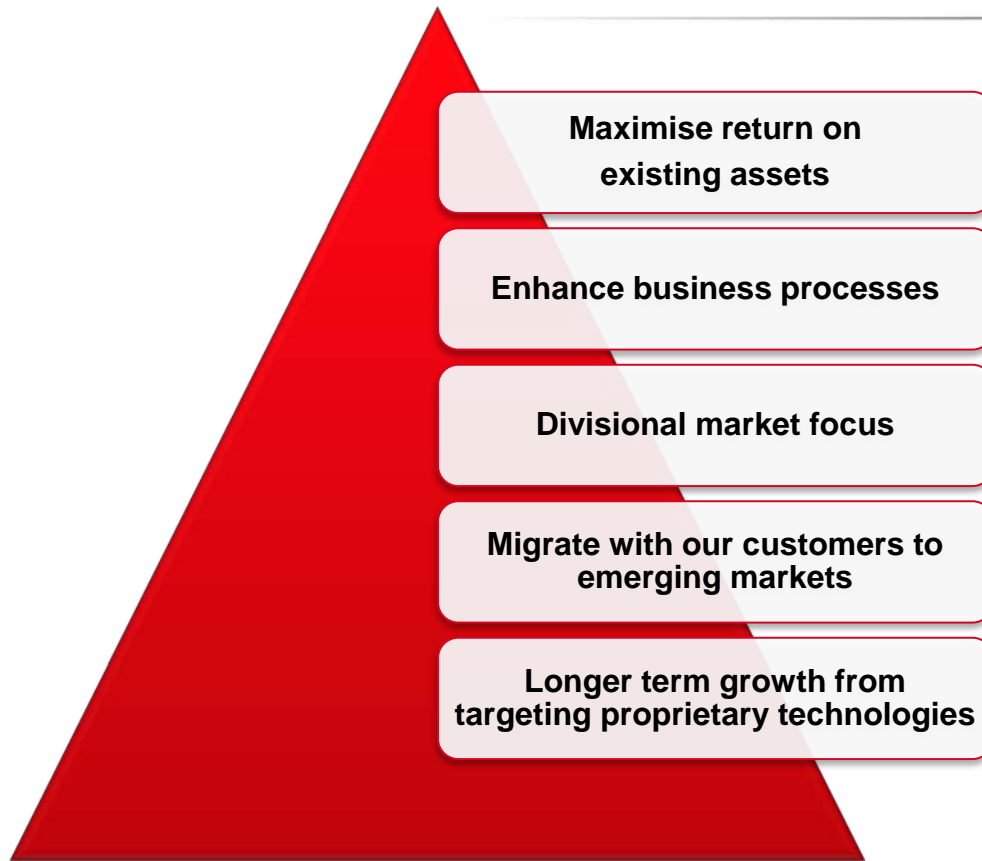 Maximise return on
existing assets
Enhance business processes
Divisional market focus
Migrate with our customers to
emerging markets
Longer term growth from
targeting proprietary technologies